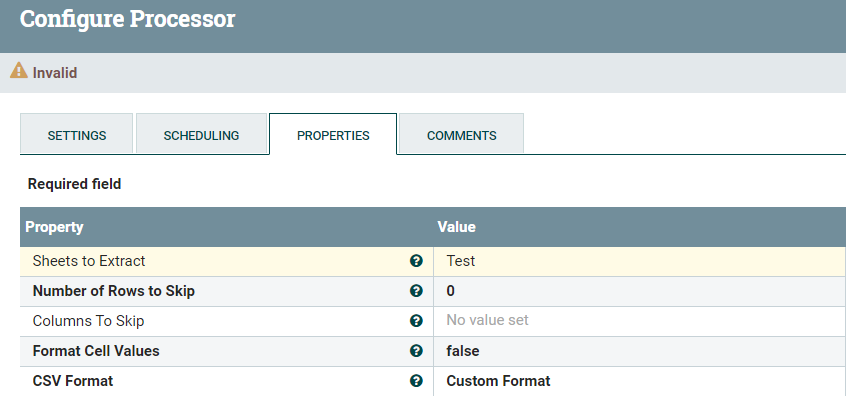 Configure Processor
Invalid
SETTINGS SCHEDULING PROPERTIES COMMENTS
Required field
Property Value
Sheets to Extract Test
Number of Rows to Skip 0
Columns To Skip No value set
Format Cell Values false
CSV Format Custom Format